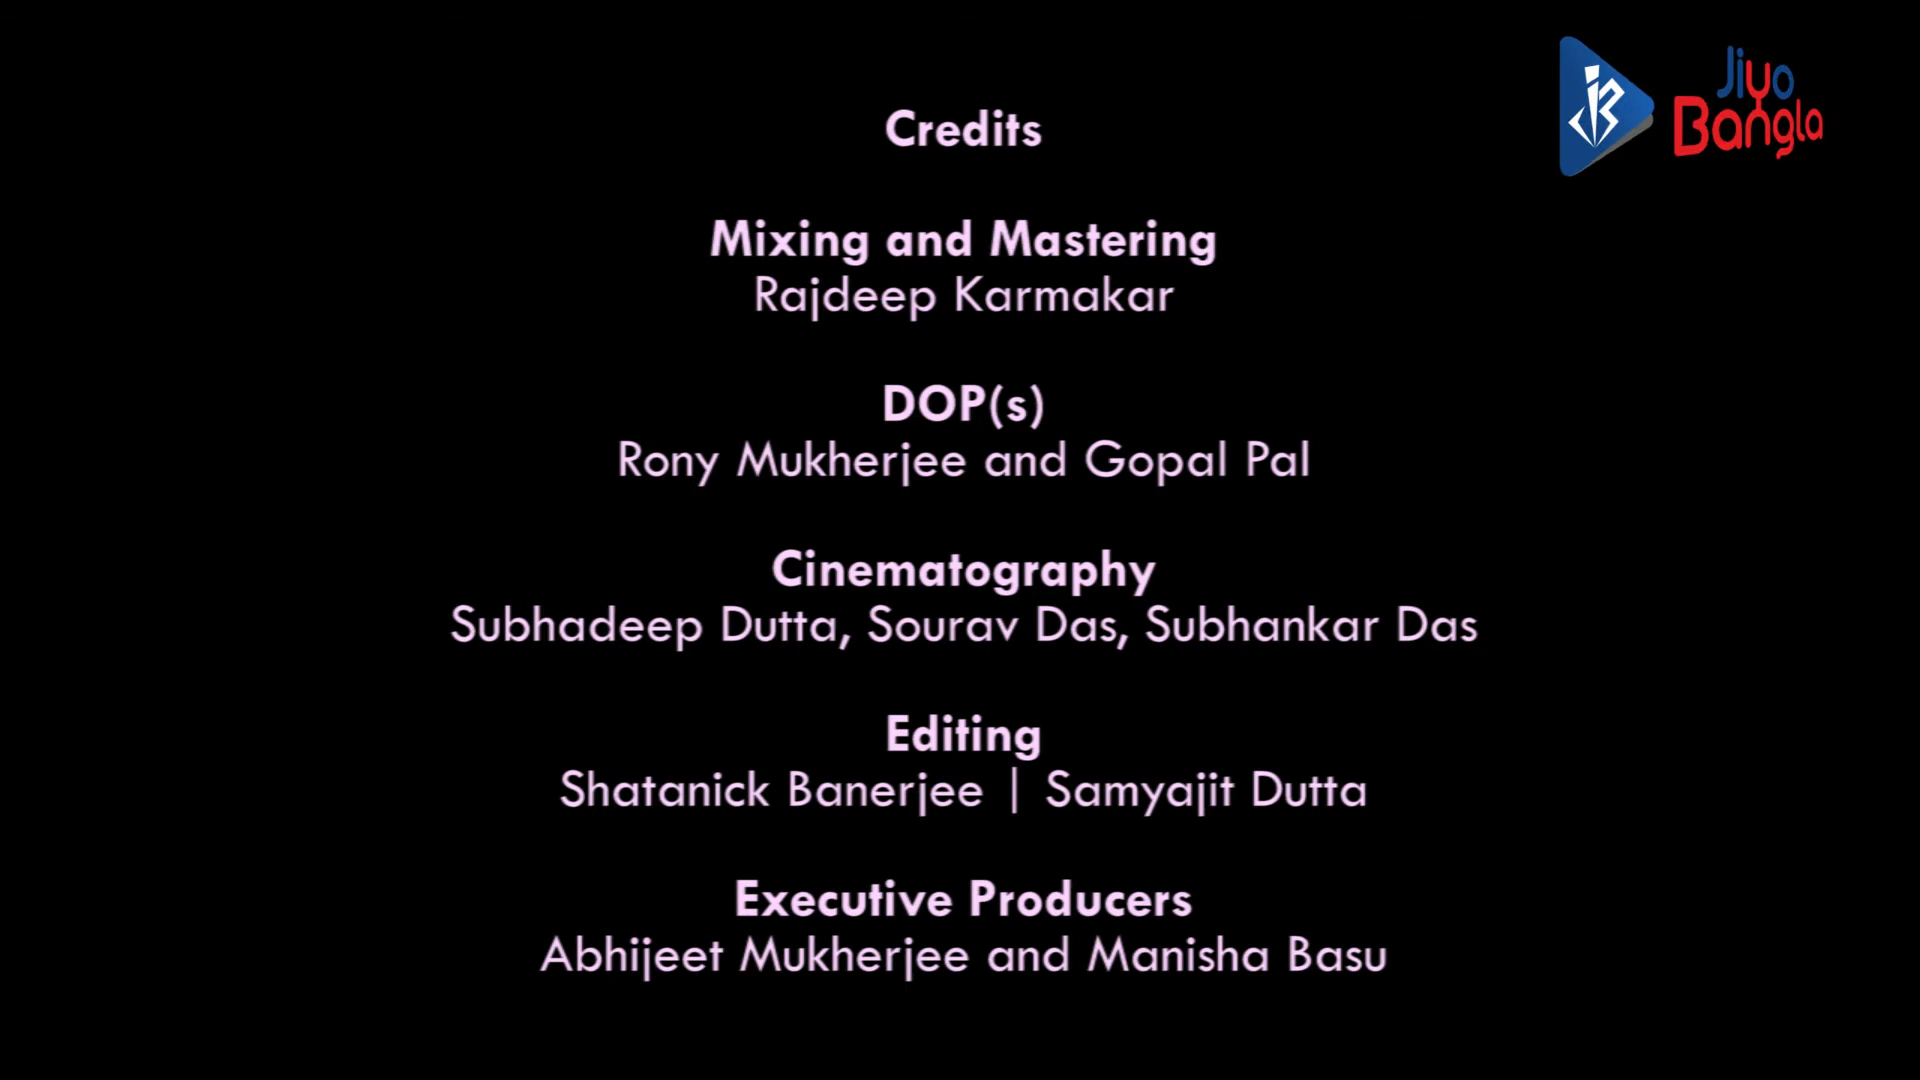 Jiyo
Bangla
Credits
Mixing and Mastering
Rajdeep Karmakar
DOP(s)
Rony Mukherjee and Gopal Pal
Cinematography
Subhadeep Dutta, Sourav Das, Subhankar Das
Editing
Shatanick Banerjee | Samyajit Dutta
Executive Producers
Abhijeet Mukherjee and Manisha Basu